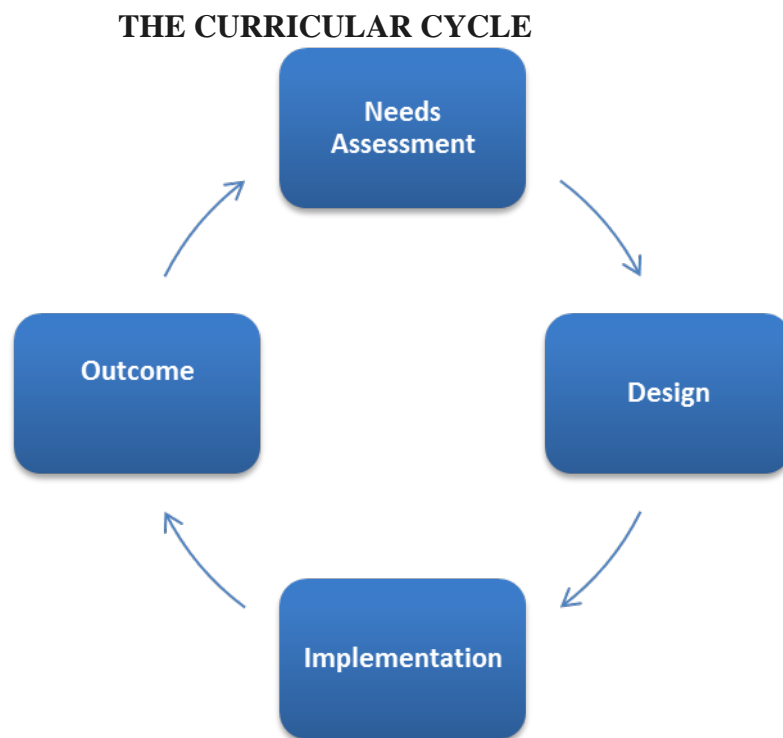 THE CURRICULAR CYCLE
Needs
Assessment
Design
Implementation
Outcome